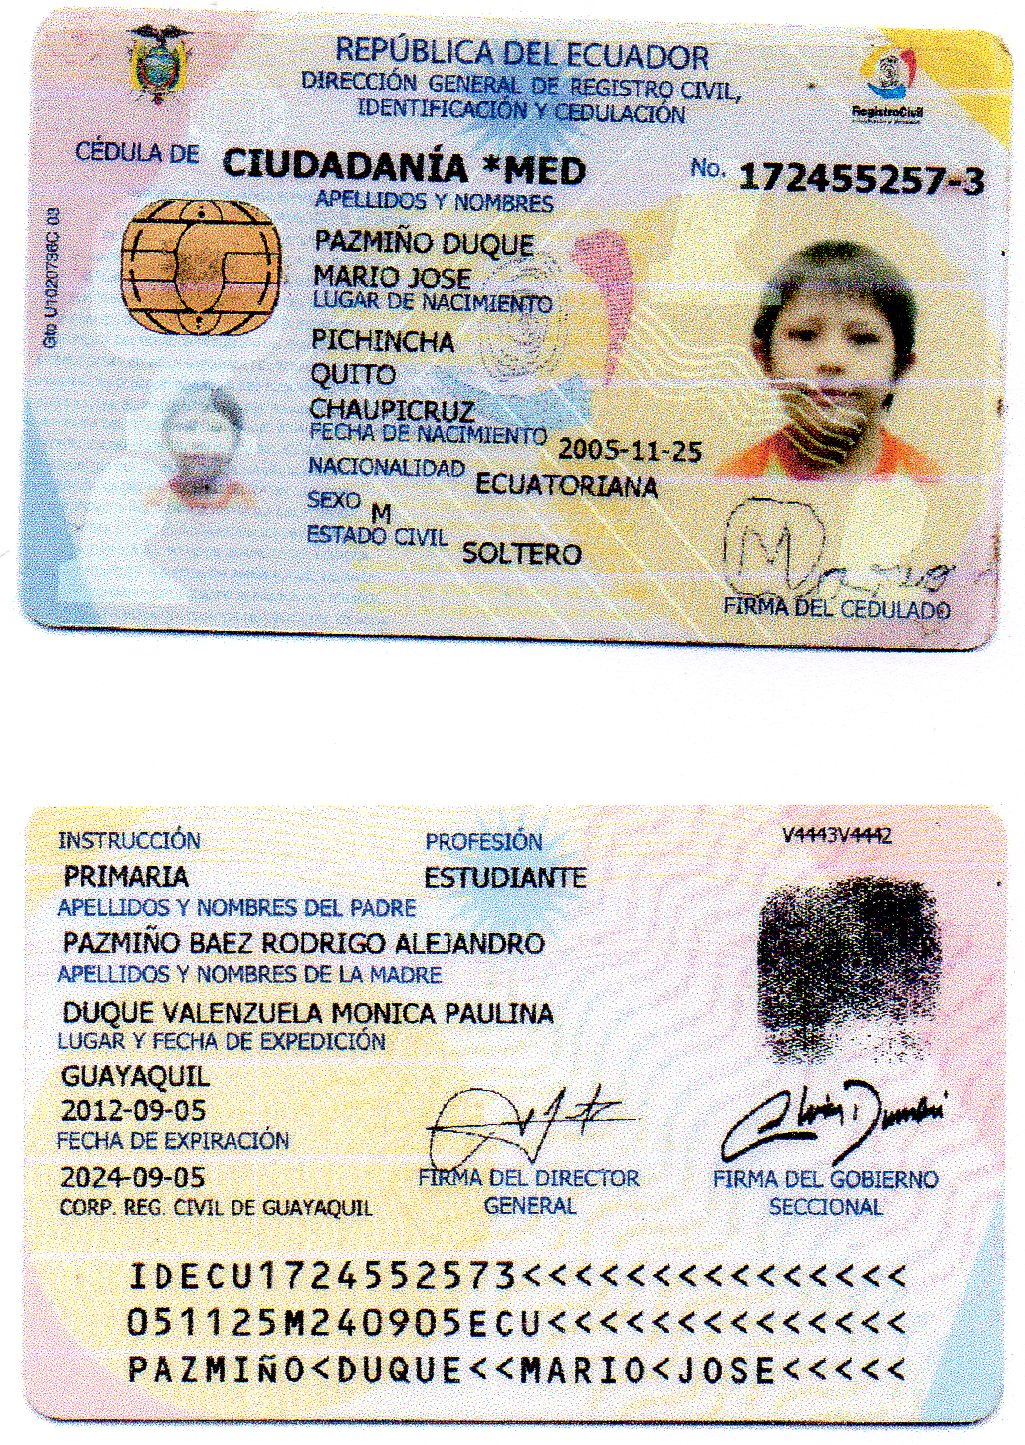 REPÚBLICA DEL ECUADOR
DIRECCIÓN GENERAL DE REGISTRO CIVIL,
IDENTIFICACIÓN Y CEDULACIÓN
RegistroCivil
CÉDULA DE CIUDADANÍA *MED No. 172455257-3
APELLIDOS Y NOMBRES
PAZMIÑO DUQUE
MARIO JOSE
LUGAR DE NACIMIENTO
PICHINCHA
QUITO
CHAUPICRUZ
FECHA DE NACIMIENTO 2005-11-25
NACIONALIDAD ECUATORIANA
SEXO M
ESTADO CIVIL SOLTERO
Mario
FIRMA DEL CEDULADO
INSTRUCCIÓN PROFESIÓN V4443V4442
PRIMARIA ESTUDIANTE
APELLIDOS Y NOMBRES DEL PADRE
PAZMIÑO BAEZ RODRIGO ALEJANDRO
APELLIDOS Y NOMBRES DE LA MADRE
DUQUE VALENZUELA MONICA PAULINA
LUGAR Y FECHA DE EXPEDICIÓN
GUAYAQUIL
2012-09-05
FECHA DE EXPIRACIÓN
2024-09-05
CORP. REG. CIVIL DE GUAYAQUIL
FIRMA DEL DIRECTOR
GENERAL
FIRMA DEL GOBIERNO
SECCIONAL
IDECU1724552573<<<<<<<<<<<<<<<
051125M240905ECU<<<<<<<<<<<<<<
PAZMIÑO<DUQUE<<MARIO<JOSE<<<<<